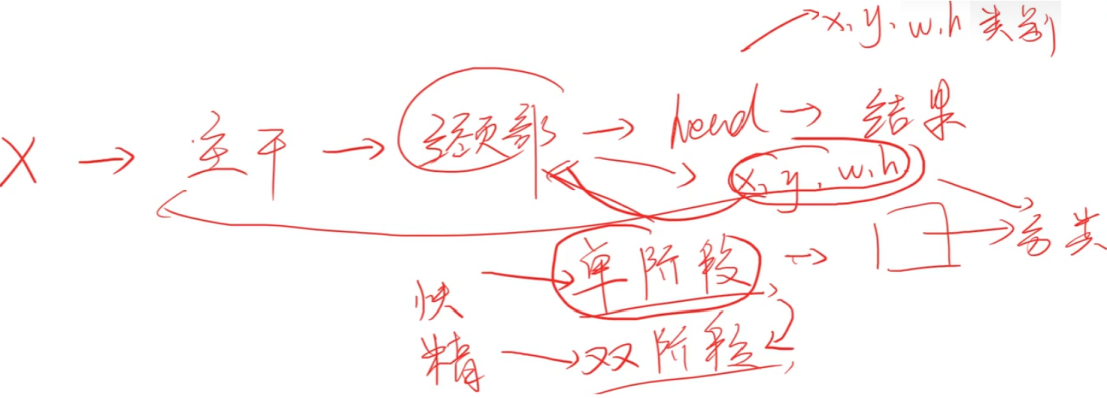 x, y, w, h 类别
X → 主干 → 颈部 → head → 结果
x, y, w, h
单阶段 → □ → 分类
快
精 → 双阶段